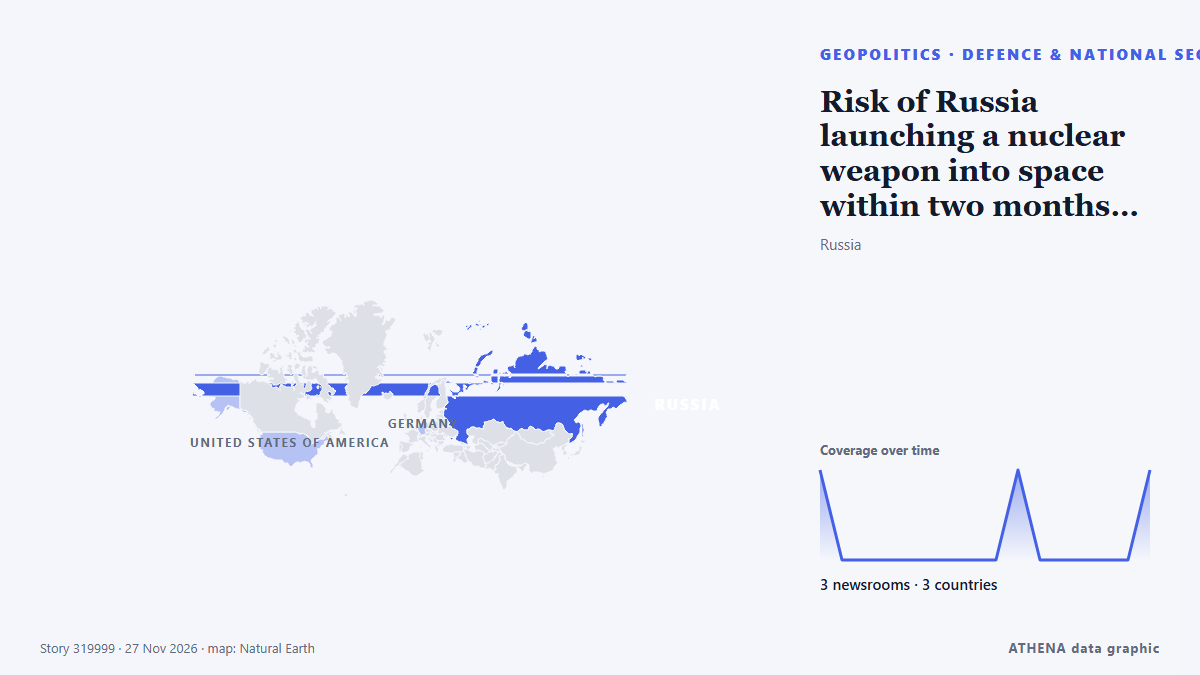 GEOPOLITICS · DEFENCE & NATIONAL
Risk of Russia
launching a nuclear
weapon into space
within two months...
Russia
RUSSIA
GERMANY
UNITED STATES OF AMERICA
Coverage over time
3 newsrooms · 3 countries
Story 319999 · 27 Nov 2026 · map: Natural Earth
ATHENA data graphic